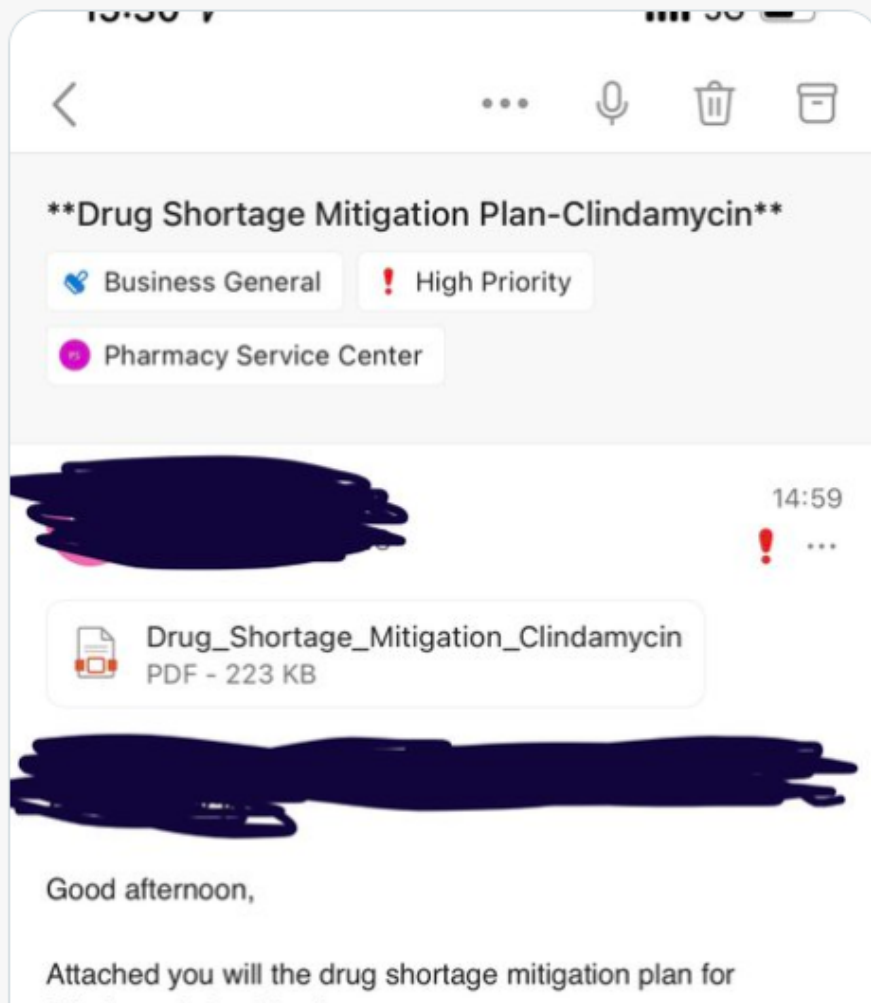 **Drug Shortage Mitigation Plan-Clindamycin**
Business General
High Priority
Pharmacy Service Center
14:59
Drug_Shortage_Mitigation_Clindamycin
PDF - 223 KB
Good afternoon,
Attached you will the drug shortage mitigation plan for